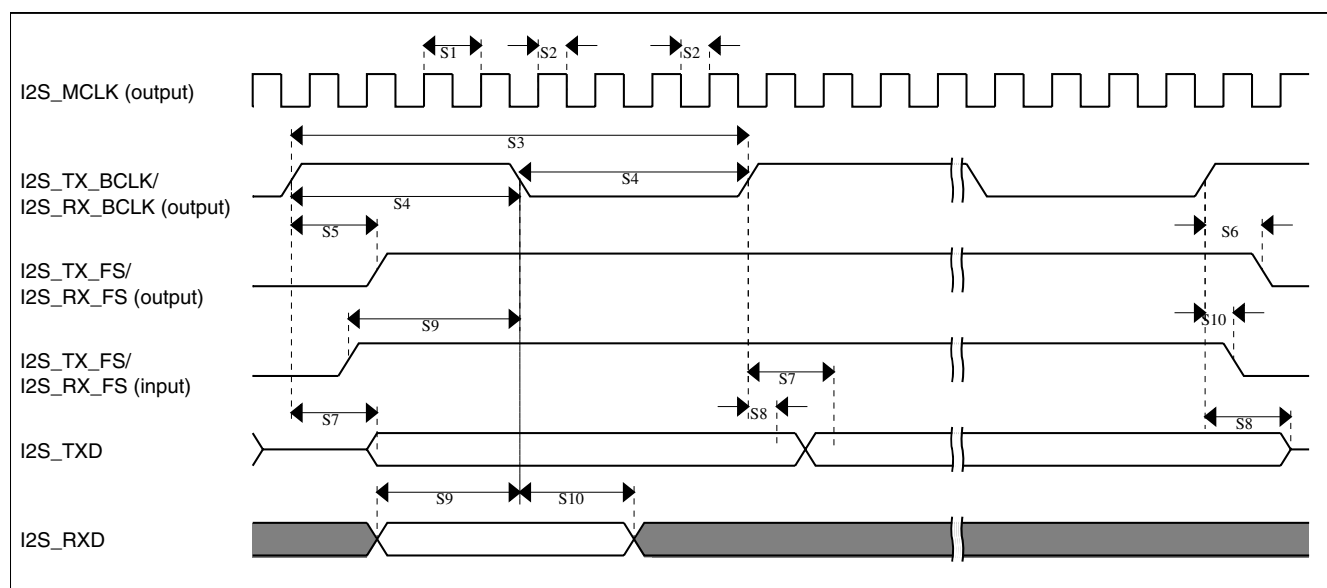 S1 S2 S2
I2S_MCLK (output)
S3
I2S_TX_BCLK/
I2S_RX_BCLK (output)
S4
S4
S5
S6
I2S_TX_FS/
I2S_RX_FS (output)
S9
S10
I2S_TX_FS/
I2S_RX_FS (input)
S7
S7
S8
S8
I2S_TXD
S9 S10
I2S_RXD